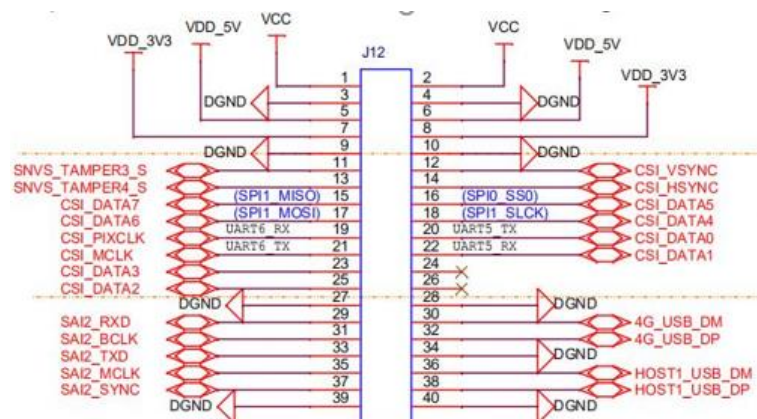 VDD_3V3 VDD_5V VCC J12 VCC VDD_5V VDD_3V3
1 2
DGND 3 4 DGND
5 6
7 8
DGND 9 10 DGND
SNVS_TAMPER3_S 11 12 CSI_VSYNC
SNVS_TAMPER4_S 13 14 CSI_HSYNC
CSI_DATA7 (SPI1_MISO) 15 16 (SPI0_SS0) CSI_DATA5
CSI_DATA6 (SPI1_MOSI) 17 18 (SPI1_SLCK) CSI_DATA4
CSI_PIXCLK UART6_RX 19 20 UART5_TX CSI_DATA0
CSI_MCLK UART6_TX 21 22 UART5_RX CSI_DATA1
CSI_DATA3 23 24
CSI_DATA2 25 26
DGND 27 28 DGND
SAI2_RXD 29 30 4G_USB_DM
SAI2_BCLK 31 32 4G_USB_DP
SAI2_TXD 33 34 DGND
SAI2_MCLK 35 36 HOST1_USB_DM
SAI2_SYNC 37 38 HOST1_USB_DP
DGND 39 40 DGND